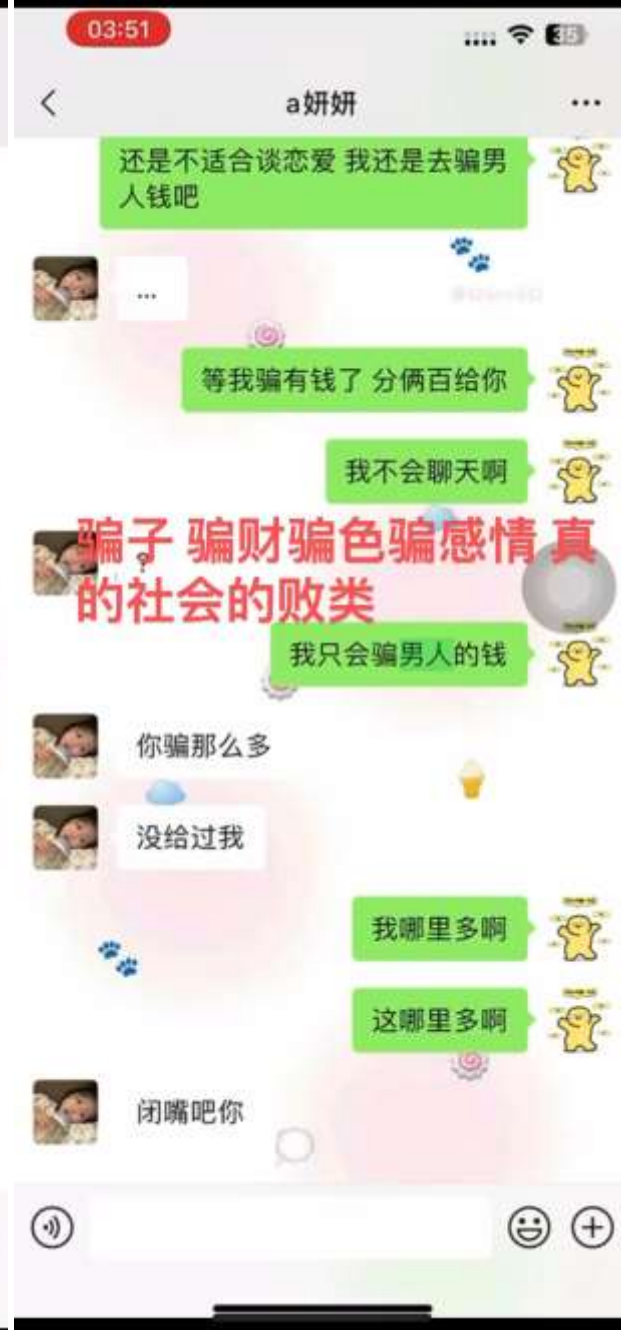 03:51
35
a妍妍
还是不适合谈恋爱 我还是去骗男
人钱吧
...
等我骗有钱了 分俩百给你
我不会聊天啊
?
骗子 骗财骗色骗感情 真
的社会的败类
我只会骗男人的钱
你骗那么多
没给过我
我哪里多啊
这哪里多啊
闭嘴吧你